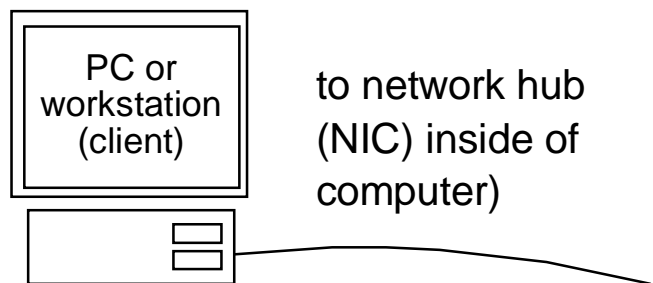 PC or
workstation
(client)
to network hub
(NIC) inside of
computer)